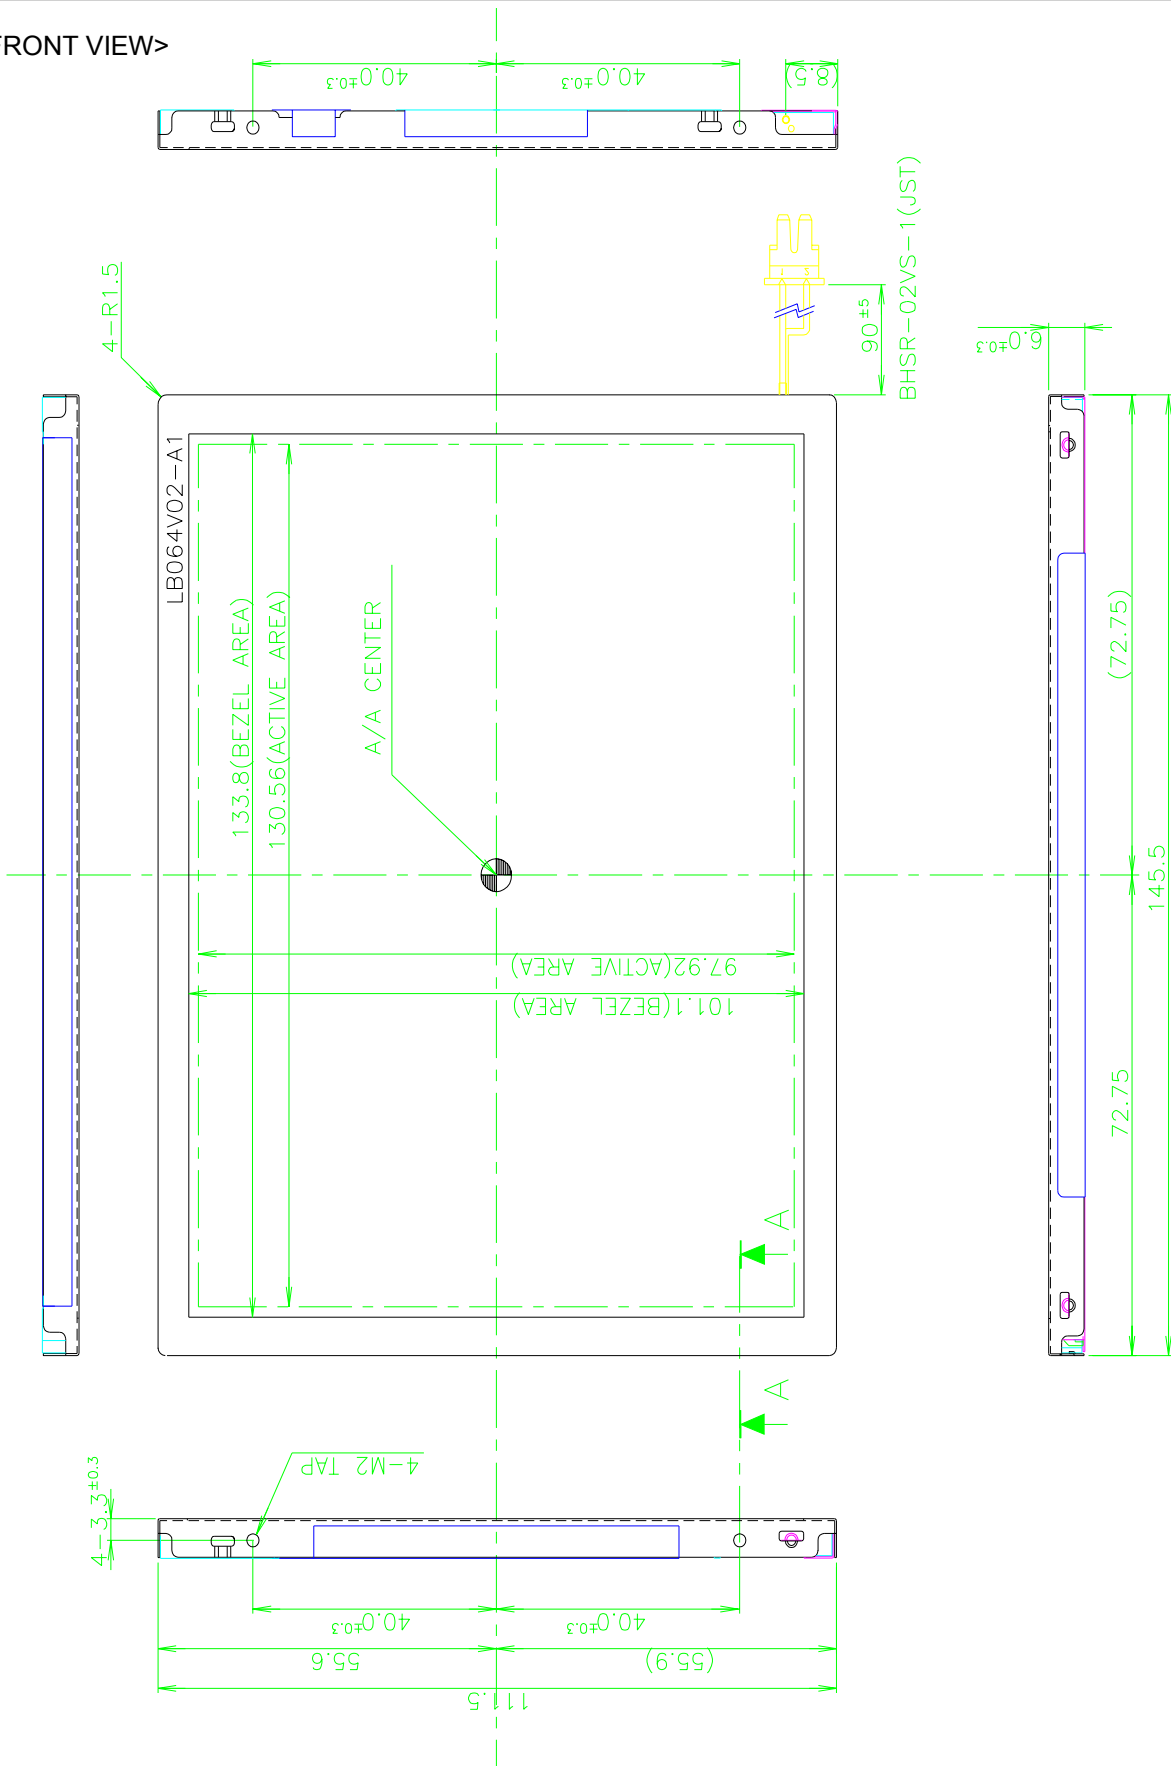 FRONT VIEW>
40.0±0.3
40.0±0.3
(8.5)
BHSR-02VS-1(JST)
90±5
4-R1.5
6.0±0.3
LB064V02-A1
133.8(BEZEL AREA)
130.56(ACTIVE AREA)
A/A CENTER
(72.75)
145.5
72.75
97.92(ACTIVE AREA)
101.1(BEZEL AREA)
A
A
4-M2 TAP
4-3.3±0.3
40.0±0.3
40.0±0.3
55.6
(55.9)
111.5